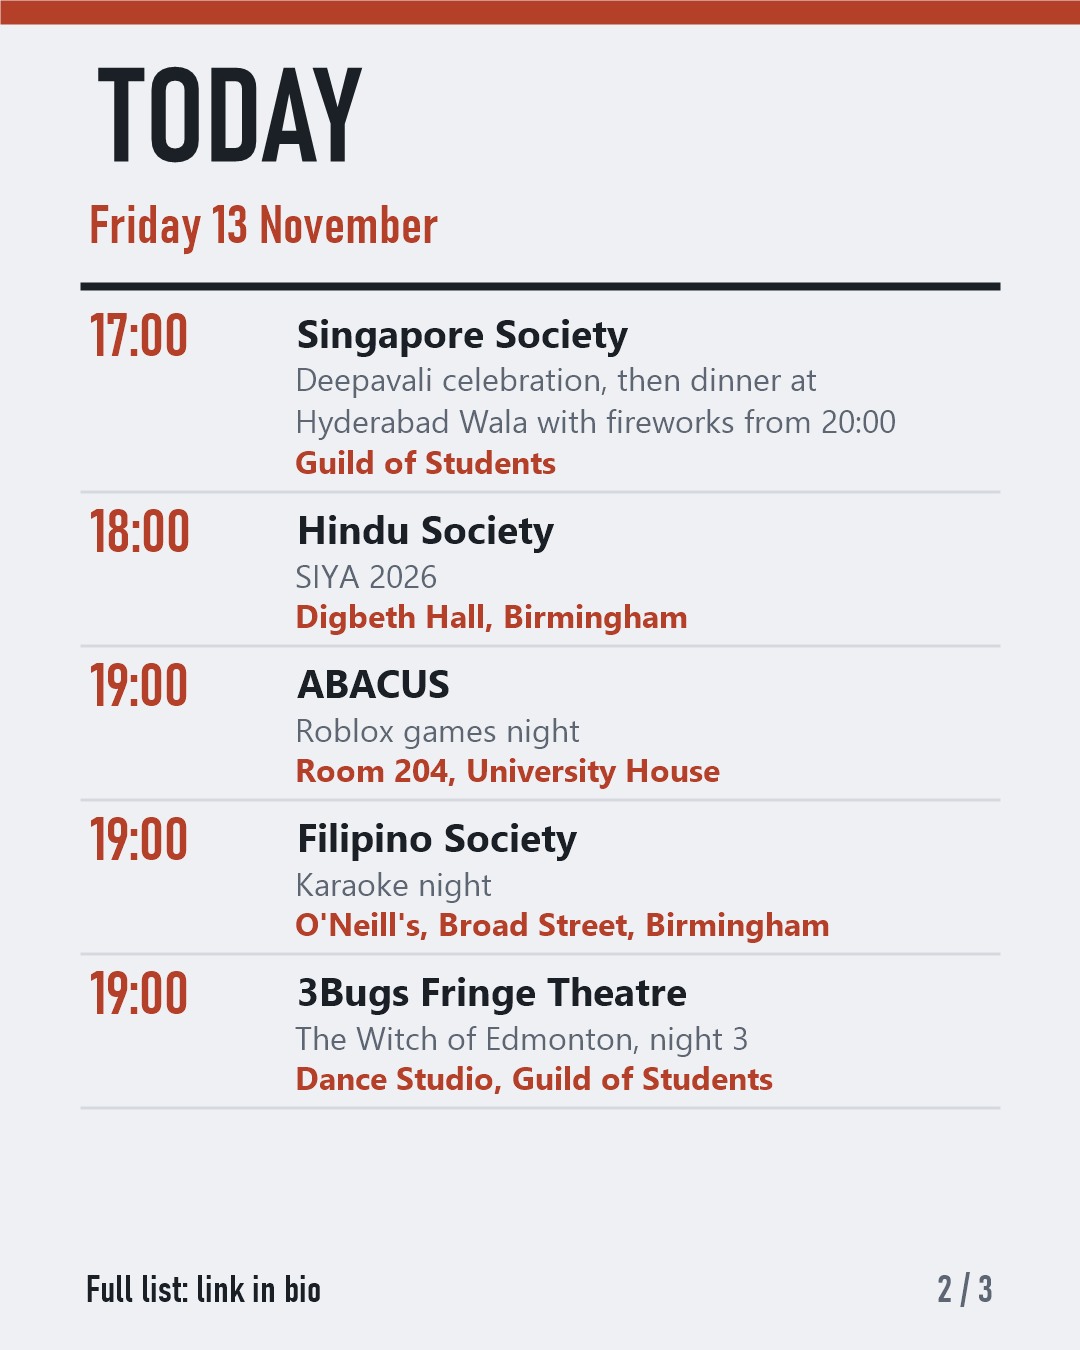 TODAY
Friday 13 November
17:00
Singapore Society
Deepavali celebration, then dinner at
Hyderabad Wala with fireworks from 20:00
Guild of Students
18:00
Hindu Society
SIYA 2026
Digbeth Hall, Birmingham
19:00
ABACUS
Roblox games night
Room 204, University House
19:00
Filipino Society
Karaoke night
O'Neill's, Broad Street, Birmingham
19:00
3Bugs Fringe Theatre
The Witch of Edmonton, night 3
Dance Studio, Guild of Students
Full list: link in bio
2 / 3